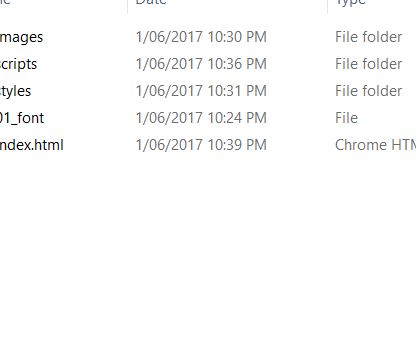 Date Type
mages 1/06/2017 10:30 PM File folder
cripts 1/06/2017 10:36 PM File folder
tyles 1/06/2017 10:31 PM File folder
01_font 1/06/2017 10:24 PM File
ndex.html 1/06/2017 10:39 PM Chrome HTM